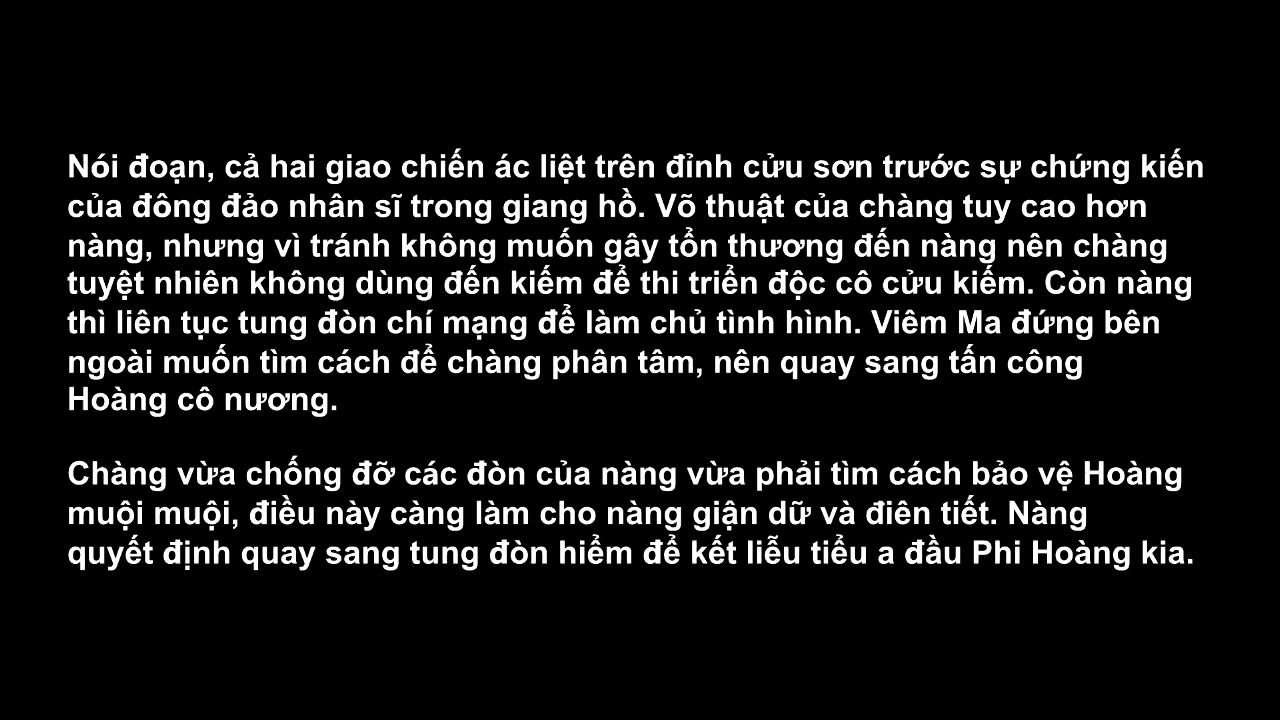 Nói đoạn, cả hai giao chiến ác liệt trên đỉnh cửu sơn trước sự chứng kiến
của đông đảo nhân sĩ trong giang hồ. Võ thuật của chàng tuy cao hơn
nàng, nhưng vì tránh không muốn gây tổn thương đến nàng nên chàng
tuyệt nhiên không dùng đến kiếm để thi triển độc cô cửu kiếm. Còn nàng
thì liên tục tung đòn chí mạng để làm chủ tình hình. Viêm Ma đứng bên
ngoài muốn tìm cách để chàng phân tâm, nên quay sang tấn công
Hoàng cô nương.
Chàng vừa chống đỡ các đòn của nàng vừa phải tìm cách bảo vệ Hoàng
muội muội, điều này càng làm cho nàng giận dữ và điên tiết. Nàng
quyết định quay sang tung đòn hiểm để kết liễu tiểu a đầu Phi Hoàng kia.